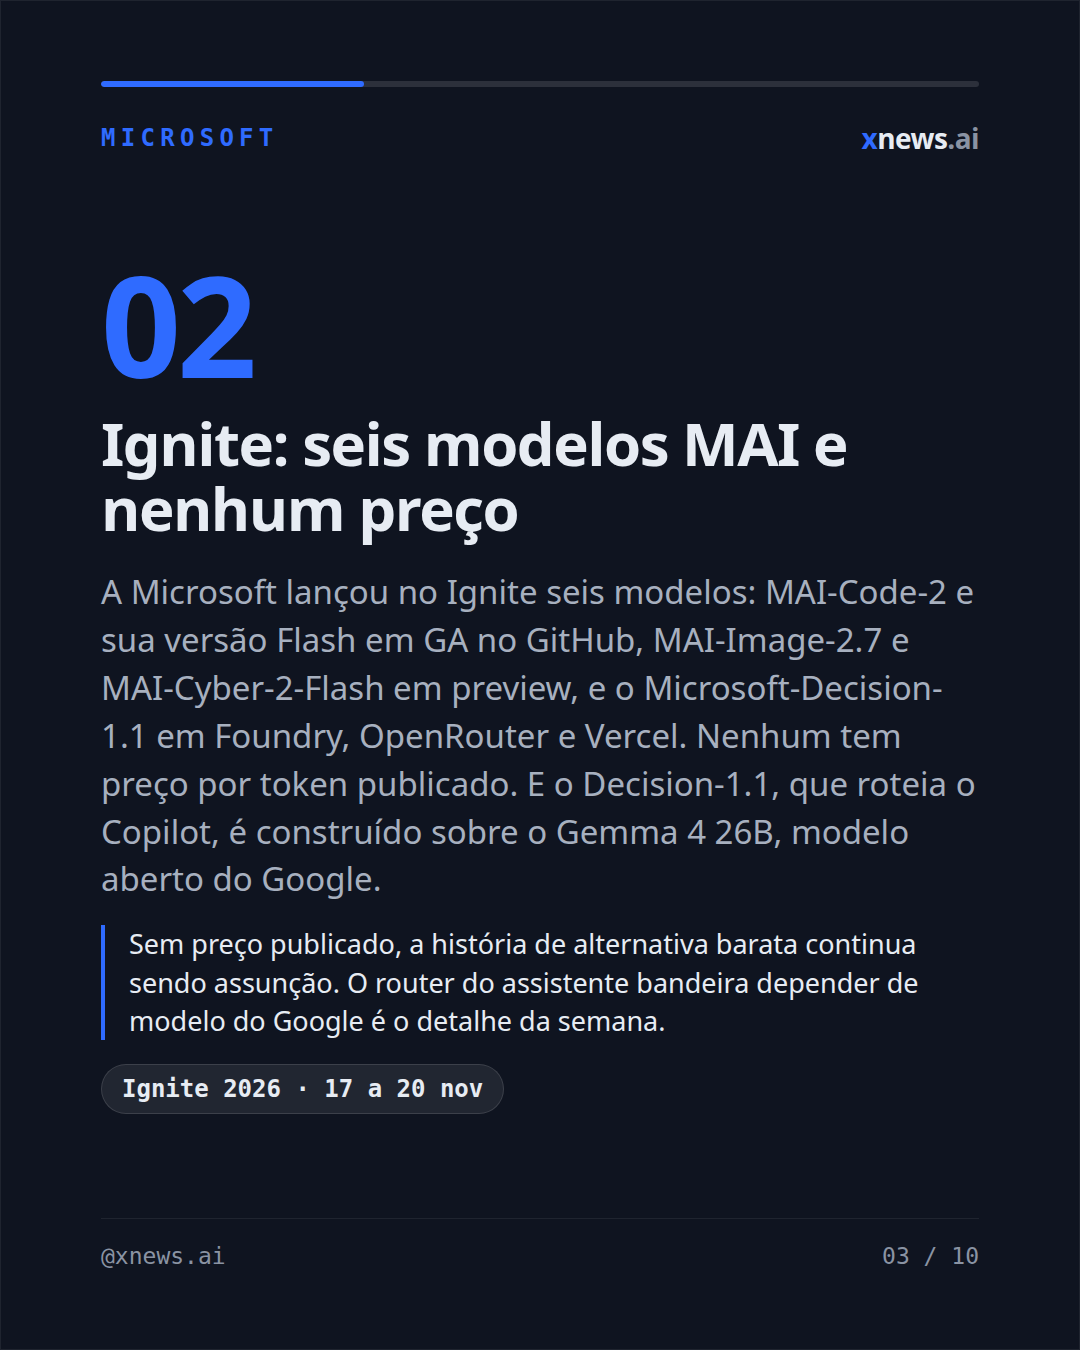 MICROSOFT
xnews.ai
02
Ignite: seis modelos MAI e
nenhum preço
A Microsoft lançou no Ignite seis modelos: MAI-Code-2 e
sua versão Flash em GA no GitHub, MAI-Image-2.7 e
MAI-Cyber-2-Flash em preview, e o Microsoft-Decision-
1.1 em Foundry, OpenRouter e Vercel. Nenhum tem
preço por token publicado. E o Decision-1.1, que roteia o
Copilot, é construído sobre o Gemma 4 26B, modelo
aberto do Google.
Sem preço publicado, a história de alternativa barata continua
sendo assunção. O router do assistente bandeira depender de
modelo do Google é o detalhe da semana.
Ignite 2026 · 17 a 20 nov
@xnews.ai
03 / 10